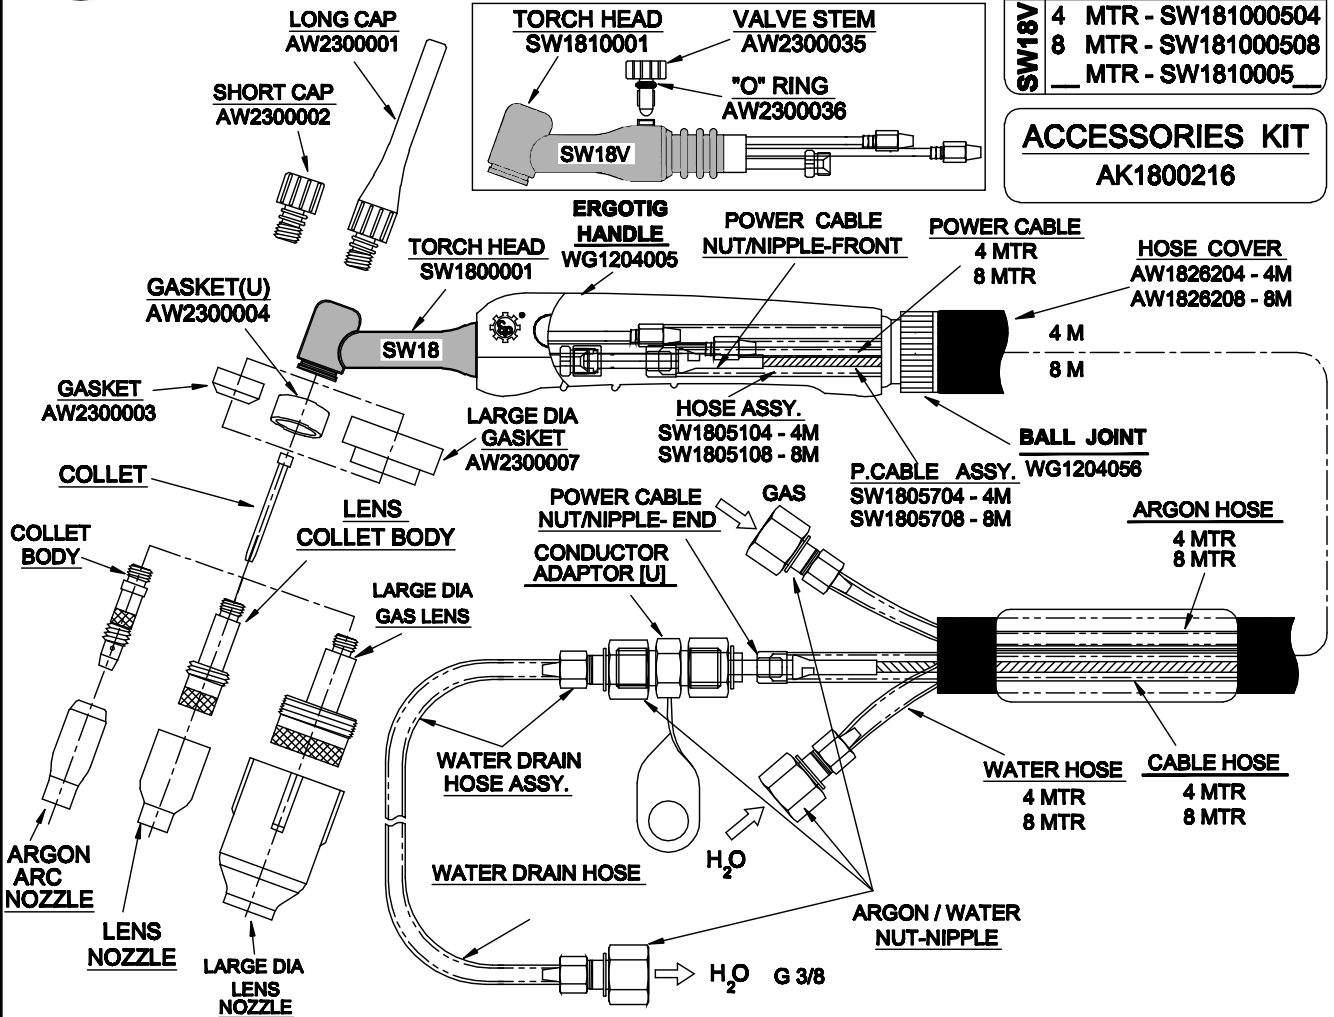 LONG CAP
AW2300001
SHORT CAP
AW2300002
TORCH HEAD
SW1810001
VALVE STEM
AW2300035
"O" RING
AW2300036
SW18V
SW18V
4 MTR - SW181000504
8 MTR - SW181000508
__ MTR - SW1810005__
ACCESSORIES KIT
AK1800216
TORCH HEAD
SW1800001
ERGOTIG
HANDLE
WG1204005
POWER CABLE
NUT/NIPPLE-FRONT
POWER CABLE
4 MTR
8 MTR
HOSE COVER
AW1826204 - 4M
AW1826208 - 8M
GASKET(U)
AW2300004
SW18
4 M
8 M
GASKET
AW2300003
LARGE DIA
GASKET
AW2300007
HOSE ASSY.
SW1805104 - 4M
SW1805108 - 8M
BALL JOINT
WG1204056
P.CABLE ASSY.
SW1805704 - 4M
SW1805708 - 8M
COLLET
LENS
COLLET BODY
COLLET
BODY
POWER CABLE
NUT/NIPPLE- END
GAS
CONDUCTOR
ADAPTOR [U]
ARGON HOSE
4 MTR
8 MTR
LARGE DIA
GAS LENS
WATER DRAIN
HOSE ASSY.
WATER HOSE
4 MTR
8 MTR
CABLE HOSE
4 MTR
8 MTR
H2O
WATER DRAIN HOSE
ARGON
ARC
NOZZLE
LENS
NOZZLE
LARGE DIA
LENS
NOZZLE
ARGON / WATER
NUT-NIPPLE
H2O G 3/8